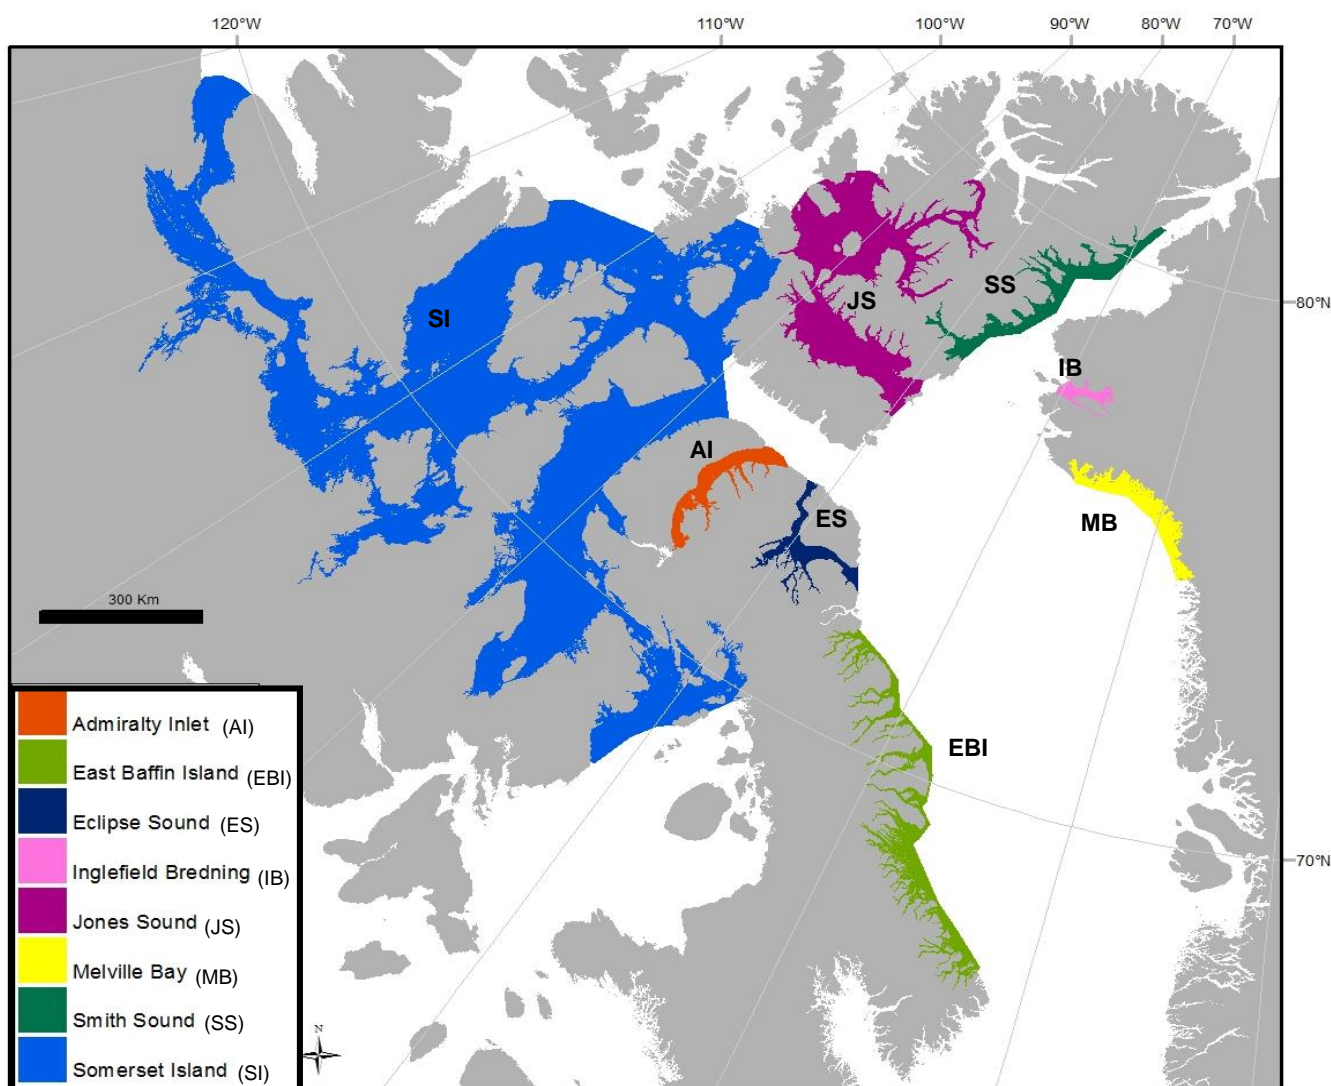 120°W 110°W 100°W 90°W 80°W 70°W
SS
JS
80°N
SI
IB
AI
ES
MB
300 Km
EBI
70°N
Admiralty Inlet (AI)
East Baffin Island (EBI)
Eclipse Sound (ES)
Inglefield Bredning (IB)
Jones Sound (JS)
Melville Bay (MB)
Smith Sound (SS)
N
Somerset Island (SI)